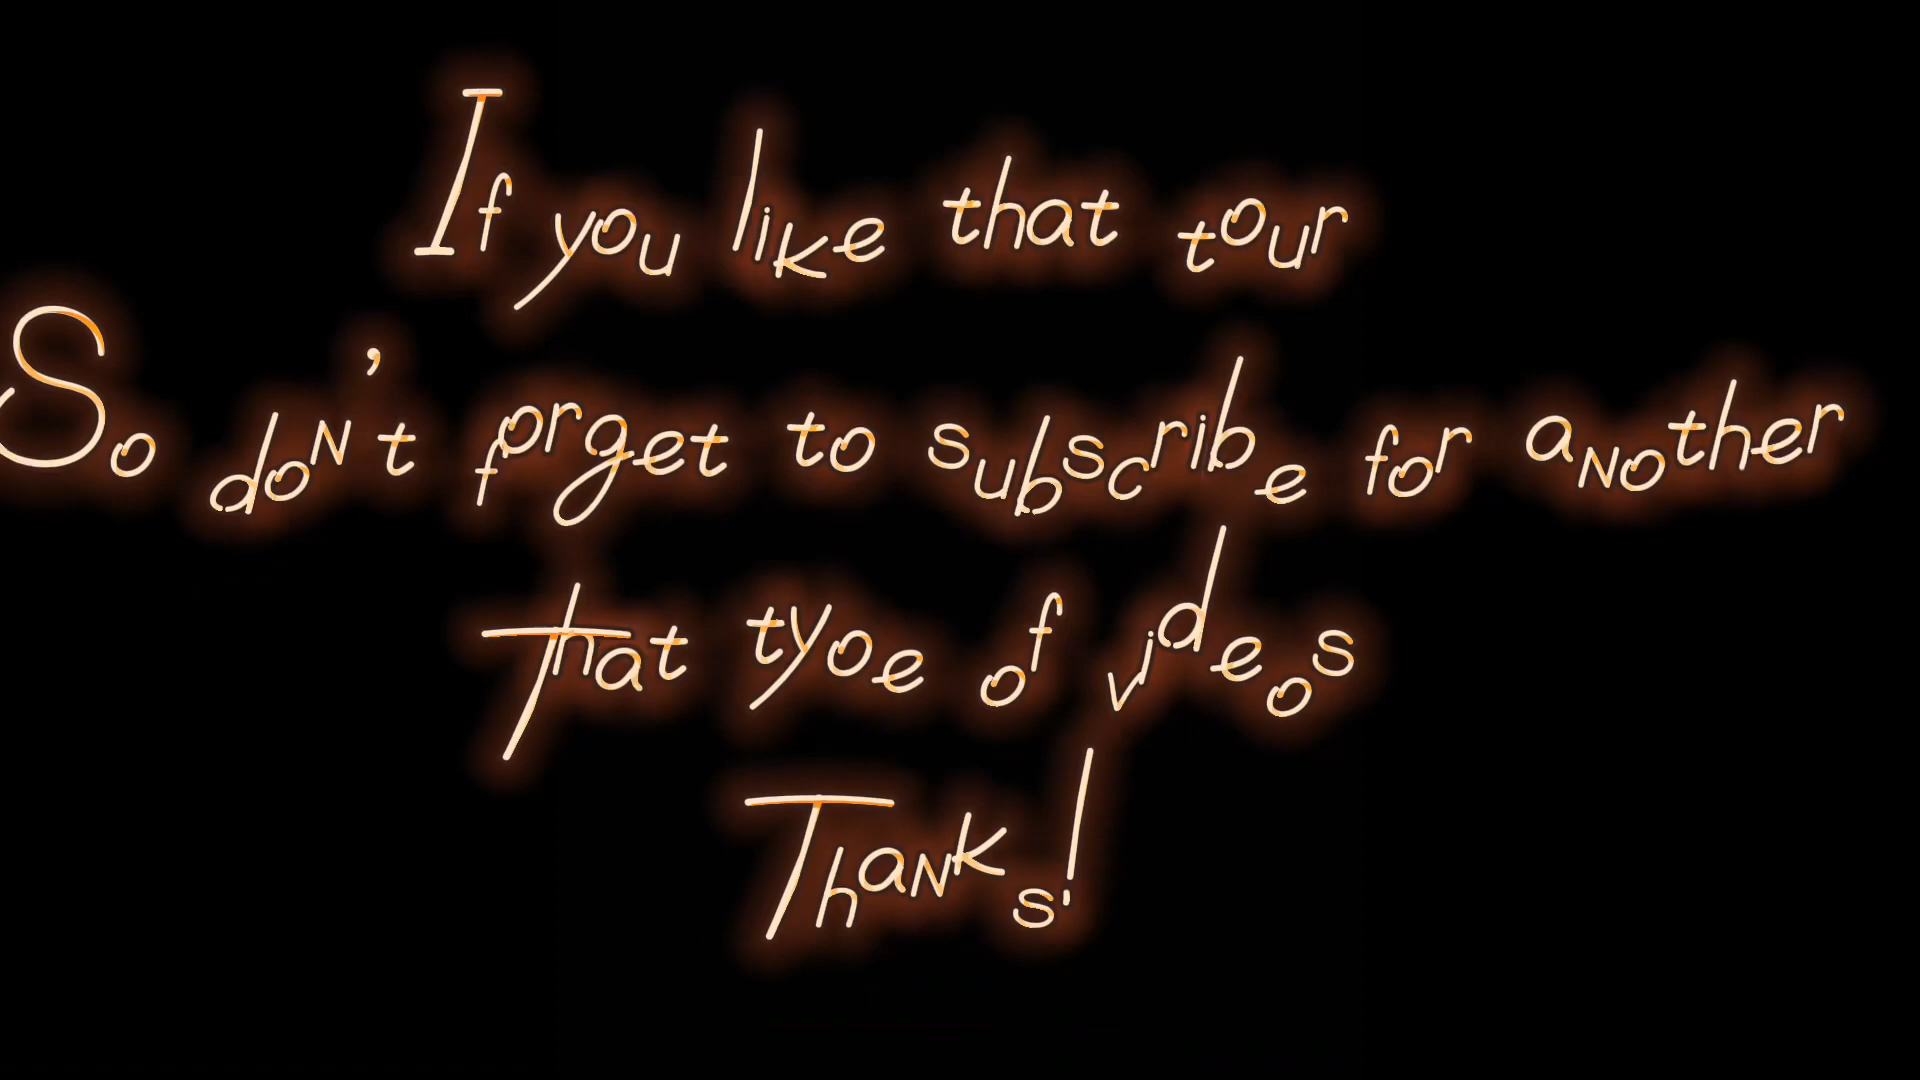 If you like that tour
So don't forget to subscribe for another
That tyoe of videos
Thanks!